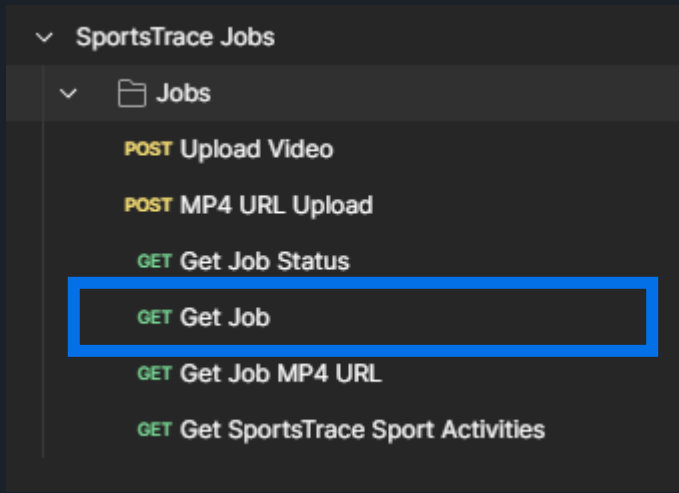 SportsTrace Jobs
Jobs
POST Upload Video
POST MP4 URL Upload
GET Get Job Status
GET Get Job
GET Get Job MP4 URL
GET Get SportsTrace Sport Activities